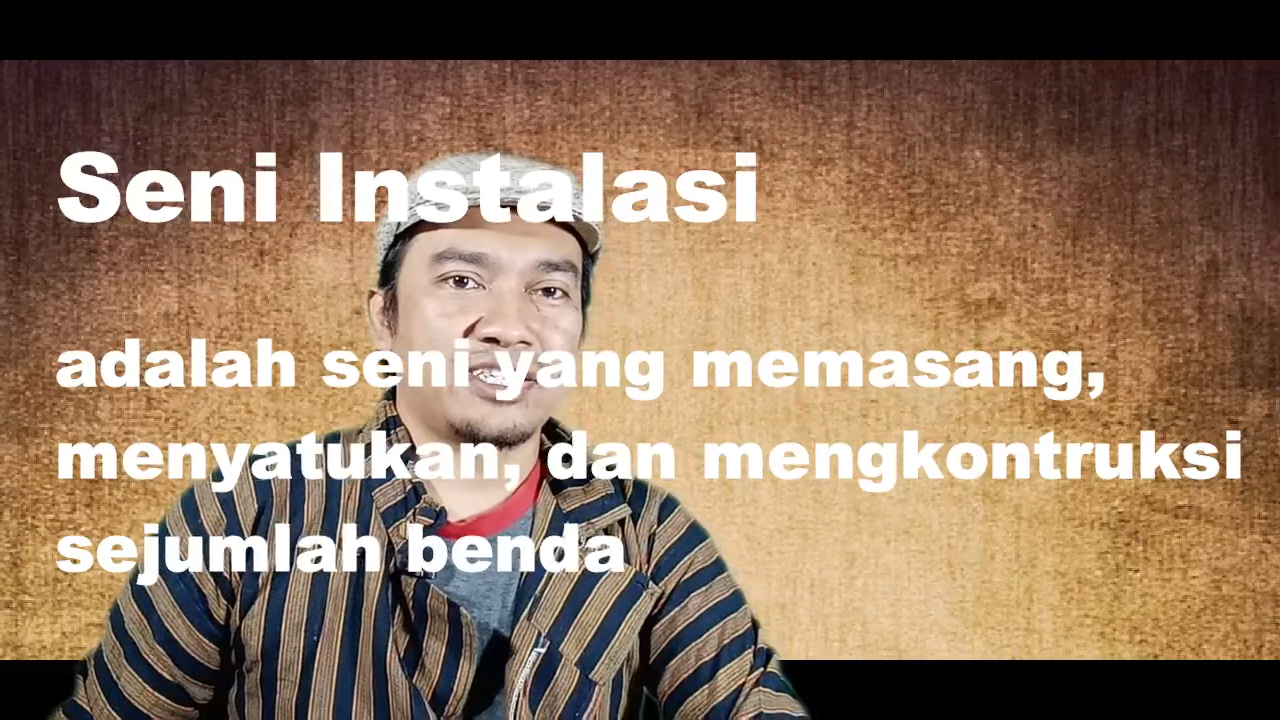 Seni Instalasi
adalah seni yang memasang,
menyatukan, dan mengkontruksi
sejumlah benda